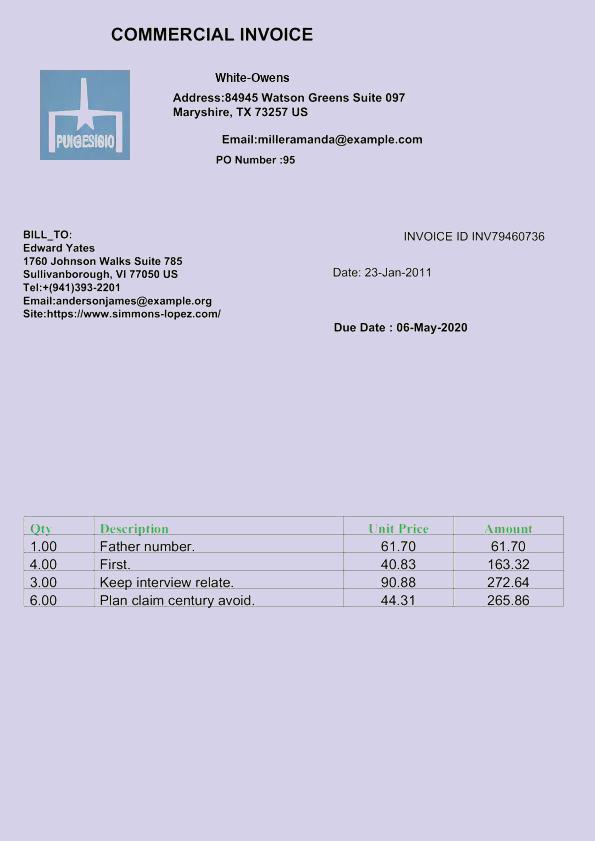 COMMERCIAL INVOICE
White-Owens
Address:84945 Watson Greens Suite 097
Maryshire, TX 73257 US
Email:milleramanda@example.com
PO Number :95
BILL_TO:
Edward Yates
1760 Johnson Walks Suite 785
Sullivanborough, VI 77050 US
Tel:+(941)393-2201
Email:andersonjames@example.org
Site:https://www.simmons-lopez.com/
INVOICE ID INV79460736
Date: 23-Jan-2011
Due Date : 06-May-2020
Qty Description Unit Price Amount
1.00 Father number. 61.70 61.70
4.00 First. 40.83 163.32
3.00 Keep interview relate. 90.88 272.64
6.00 Plan claim century avoid. 44.31 265.86